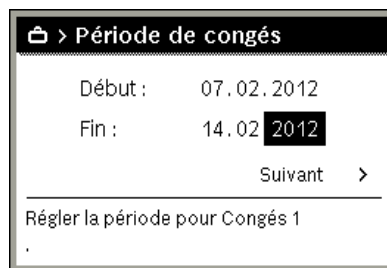 > Période de congés
Début : 07.02.2012
Fin : 14.02 2012
Suivant >
Régler la période pour Congés 1
.